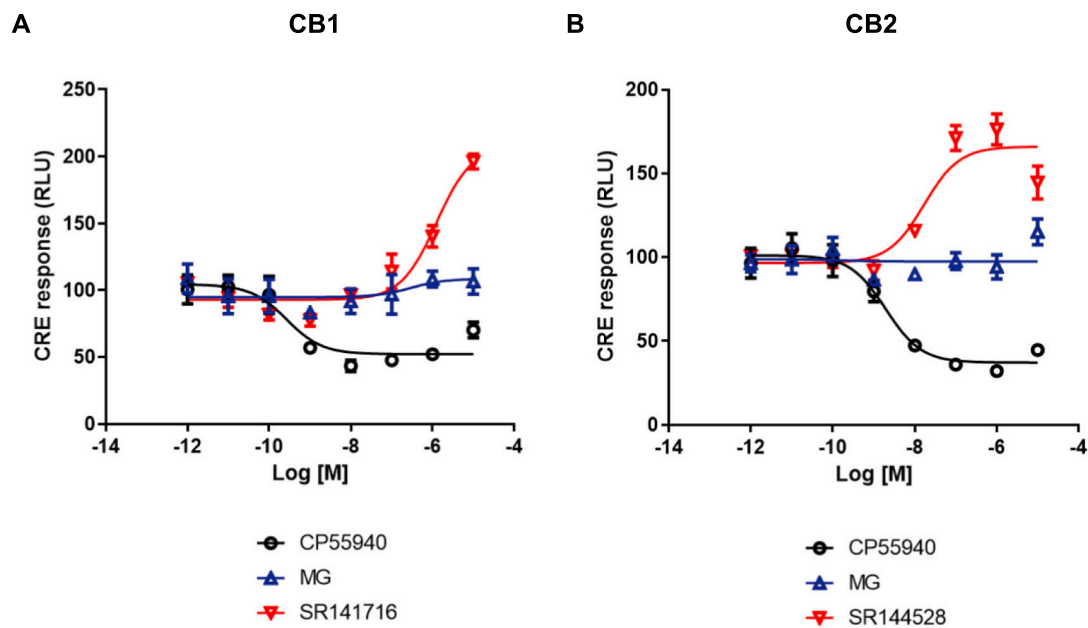 A
CB1
B
CB2
CRE response (RLU)
250
200
150
100
50
0
-14
-12
-10
-8
-6
-4
Log [M]
CRE response (RLU)
200
150
100
50
0
-14
-12
-10
-8
-6
-4
Log [M]
CP55940
MG
SR141716
CP55940
MG
SR144528